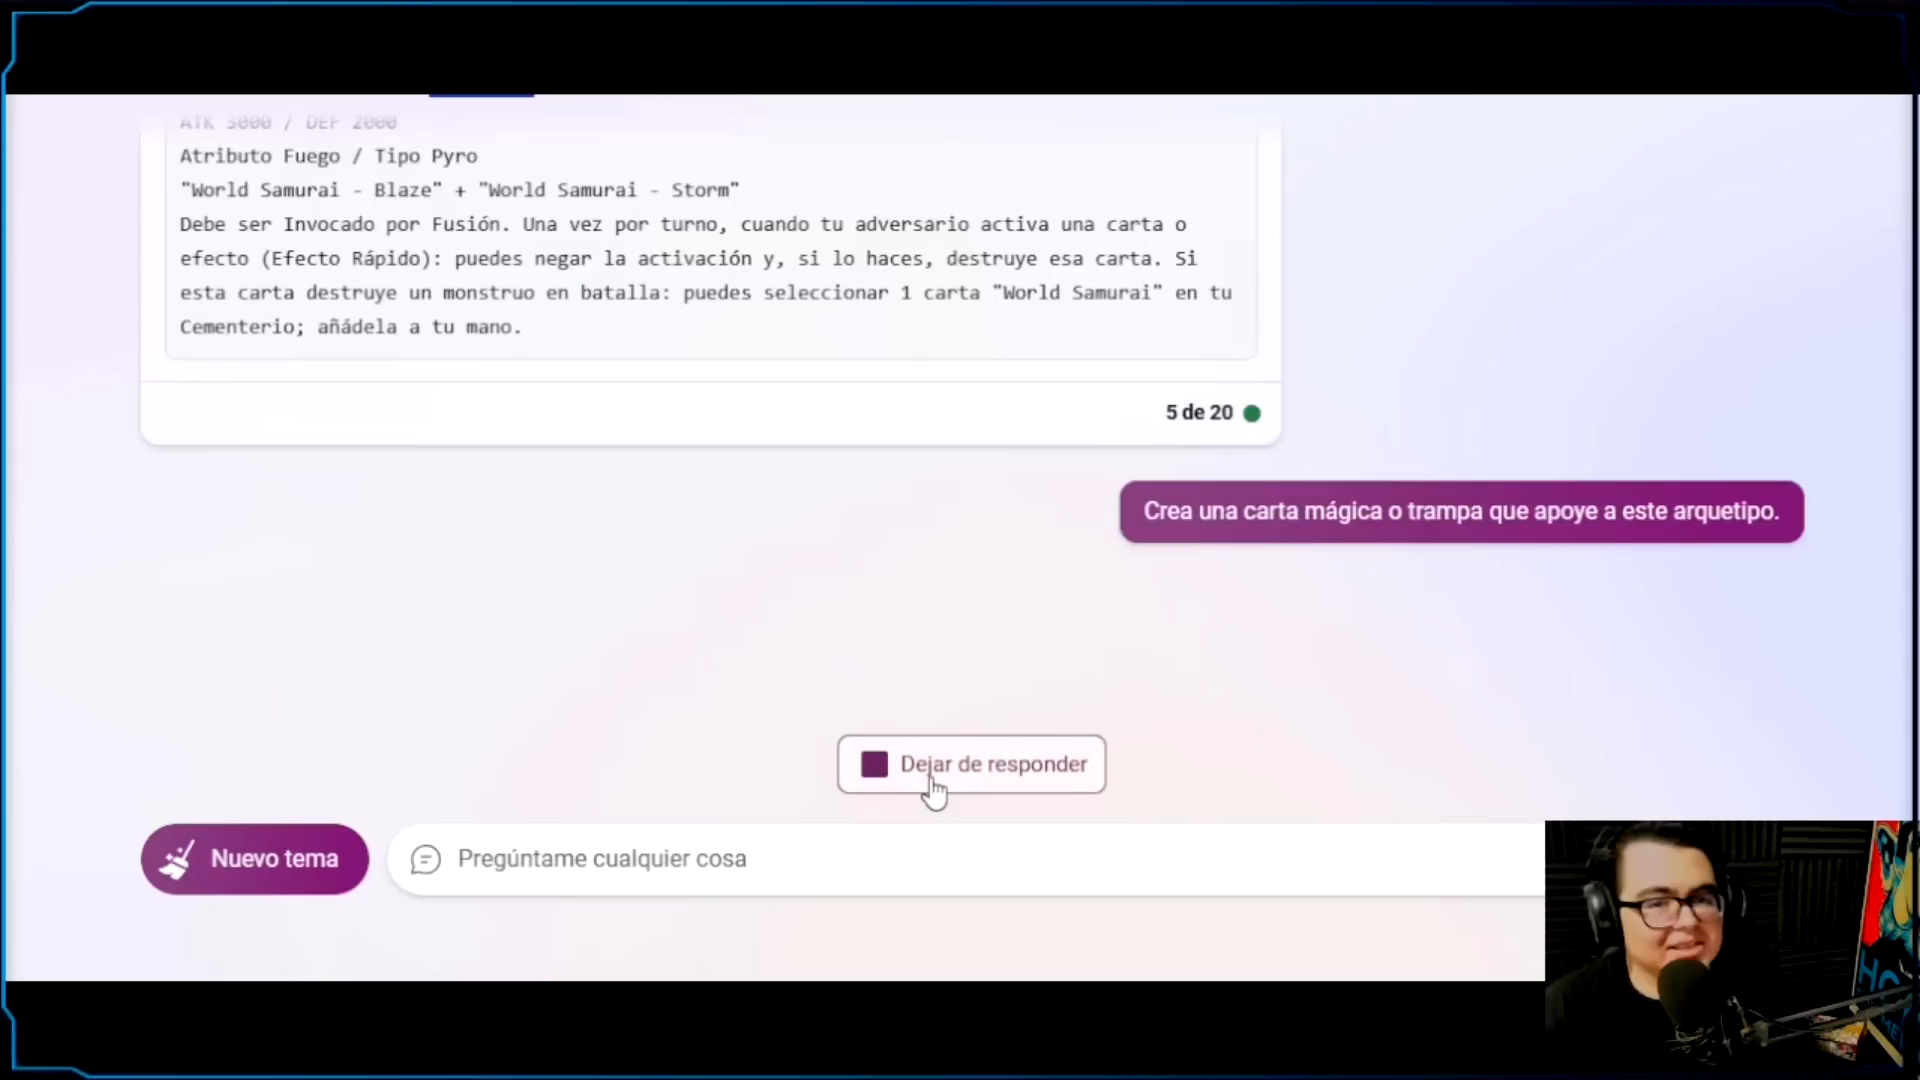 ATK 3000 / DEF 2000
Atributo Fuego / Tipo Pyro
"World Samurai - Blaze" + "World Samurai - Storm"
Debe ser Invocado por Fusión. Una vez por turno, cuando tu adversario activa una carta o
efecto (Efecto Rápido): puedes negar la activación y, si lo haces, destruye esa carta. Si
esta carta destruye un monstruo en batalla: puedes seleccionar 1 carta "World Samurai" en tu
Cementerio; añádela a tu mano.
5 de 20
Crea una carta mágica o trampa que apoye a este arquetipo.
Dejar de responder
Nuevo tema
Pregúntame cualquier cosa